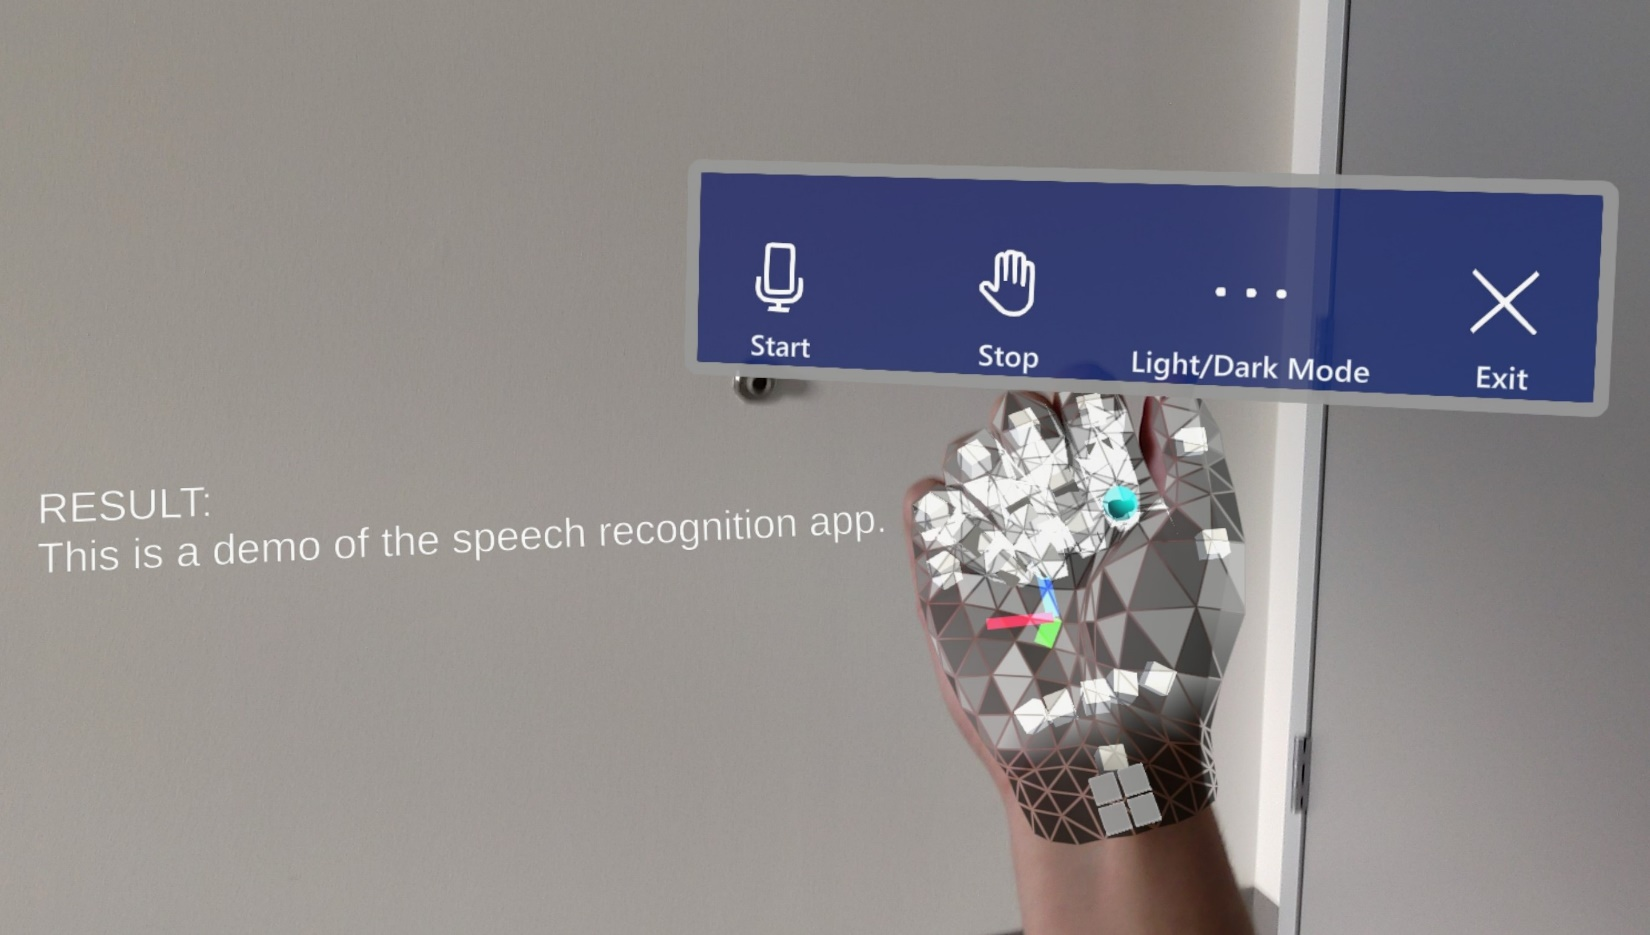 Start
Stop
Light/Dark Mode
Exit
RESULT:
This is a demo of the speech recognition app.